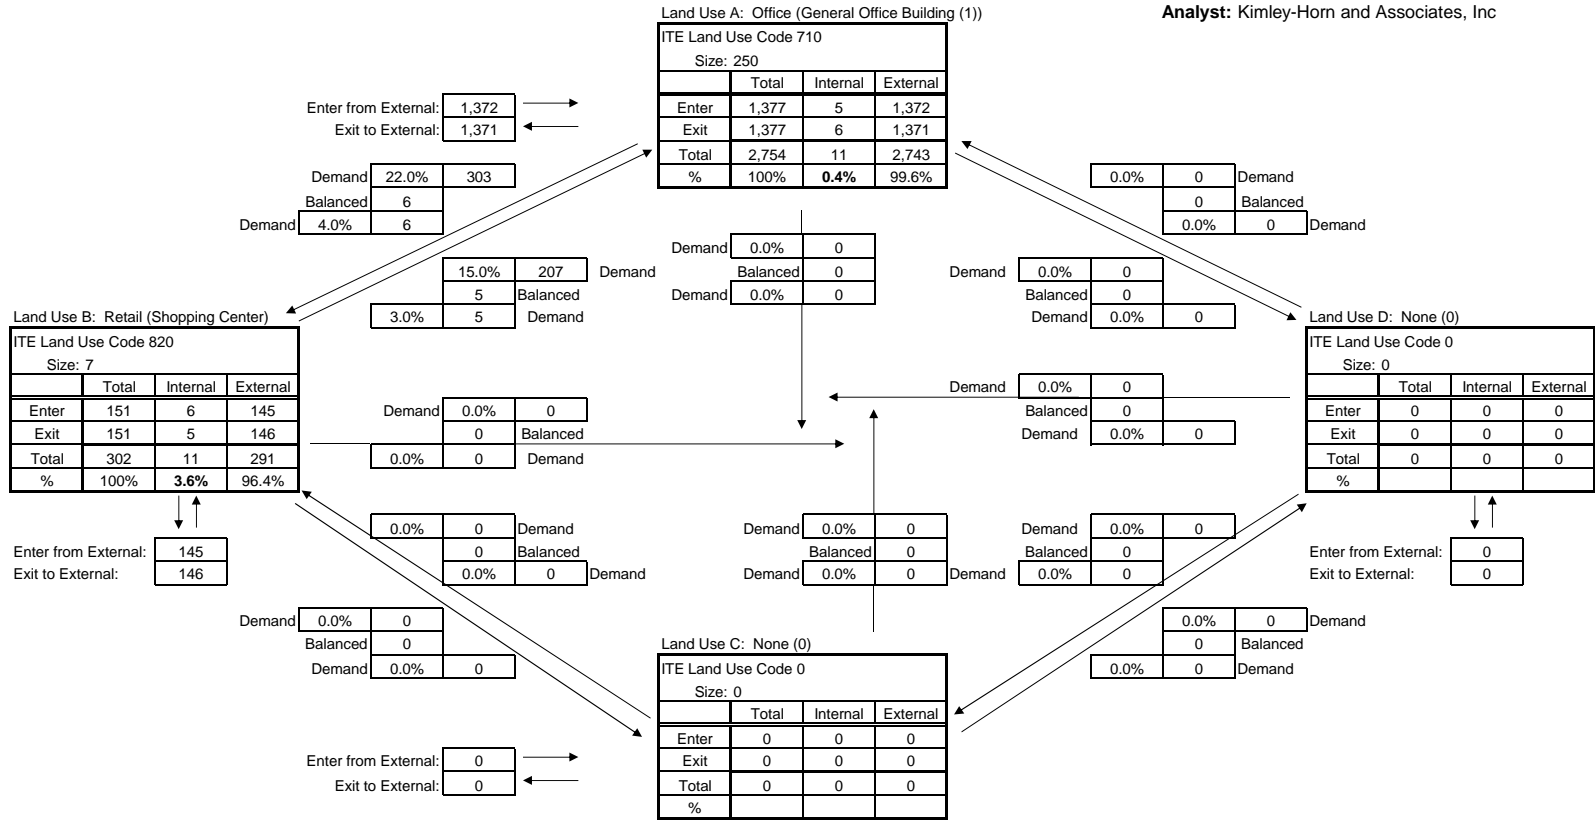 Land Use A: Office (General Office Building (1))
Analyst: Kimley-Horn and Associates, Inc
ITE Land Use Code 710
Size: 250
Total Internal External
Enter 1,377 5 1,372
Exit 1,377 6 1,371
Total 2,754 11 2,743
% 100% 0.4% 99.6%
Enter from External: 1,372
Exit to External: 1,371
Demand 22.0% 303
Balanced 6
Demand 4.0% 6
0.0% 0 Demand
0 Balanced
0.0% 0 Demand
15.0% 207 Demand
5 Balanced
3.0% 5 Demand
Demand 0.0% 0
Balanced 0
Demand 0.0% 0
Demand 0.0% 0
Balanced 0
Demand 0.0% 0
Land Use B: Retail (Shopping Center)
ITE Land Use Code 820
Size: 7
Total Internal External
Enter 151 6 145
Exit 151 5 146
Total 302 11 291
% 100% 3.6% 96.4%
Enter from External: 145
Exit to External: 146
Demand 0.0% 0
0 Balanced
0.0% 0 Demand
Demand 0.0% 0
Balanced 0
Demand 0.0% 0
Land Use D: None (0)
ITE Land Use Code 0
Size: 0
Total Internal External
Enter 0 0 0
Exit 0 0 0
Total 0 0 0
%
Enter from External: 0
Exit to External: 0
0.0% 0 Demand
0 Balanced
0.0% 0 Demand
Demand 0.0% 0
Balanced 0
Demand 0.0% 0 Demand
Demand 0.0% 0
Balanced 0
0.0% 0
Demand 0.0% 0
Balanced 0
Demand 0.0% 0
0.0% 0 Demand
0 Balanced
0.0% 0 Demand
Land Use C: None (0)
ITE Land Use Code 0
Size: 0
Total Internal External
Enter 0 0 0
Exit 0 0 0
Total 0 0 0
%
Enter from External: 0
Exit to External: 0